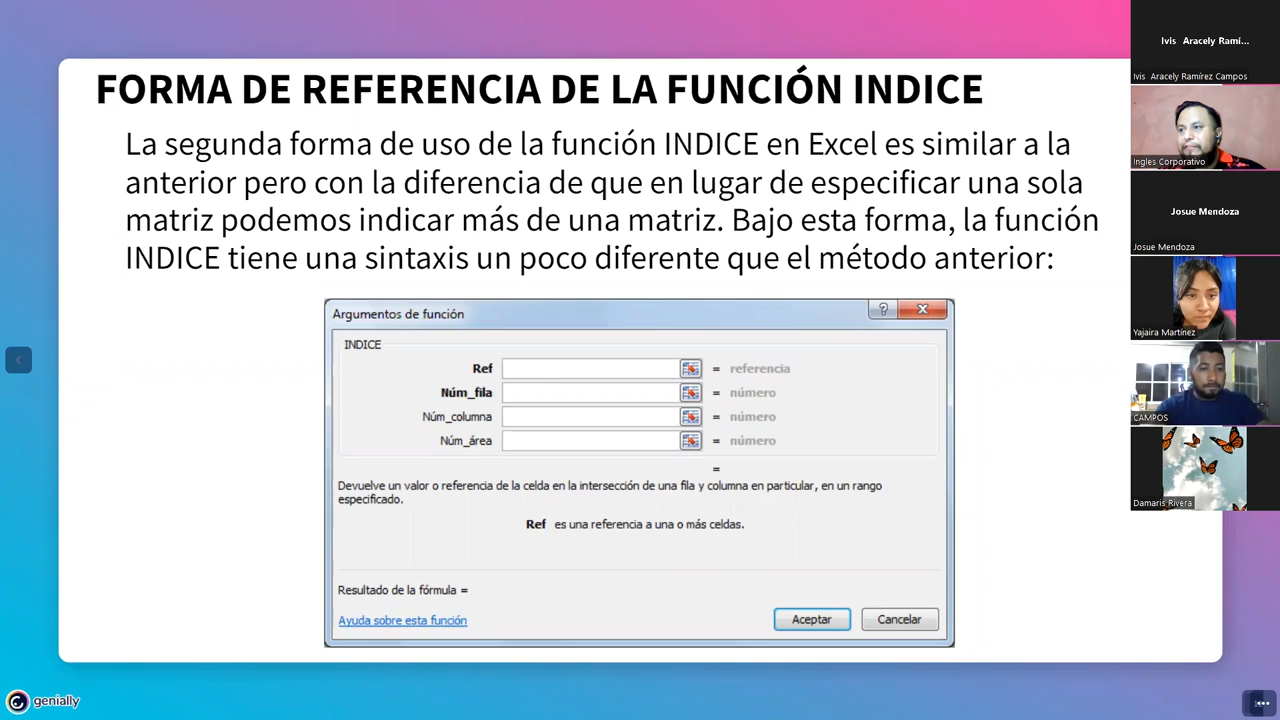 FORMA DE REFERENCIA DE LA FUNCIÓN INDICE
La segunda forma de uso de la función INDICE en Excel es similar a la
anterior pero con la diferencia de que en lugar de especificar una sola
matriz podemos indicar más de una matriz. Bajo esta forma, la función
INDICE tiene una sintaxis un poco diferente que el método anterior:
Argumentos de función
INDICE
Ref = referencia
Núm_fila = número
Núm_columna = número
Núm_área = número
=
Devuelve un valor o referencia de la celda en la intersección de una fila y columna en particular, en un rango
especificado.
Ref es una referencia a una o más celdas.
Resultado de la fórmula =
Ayuda sobre esta función
Aceptar
Cancelar
genially
Ivis Aracely Ramí...
Ivis Aracely Ramírez Campos
Ingles Corporativo
Josue Mendoza
Josue Mendoza
Yajaira Martínez
CAMPOS
Damaris Rivera